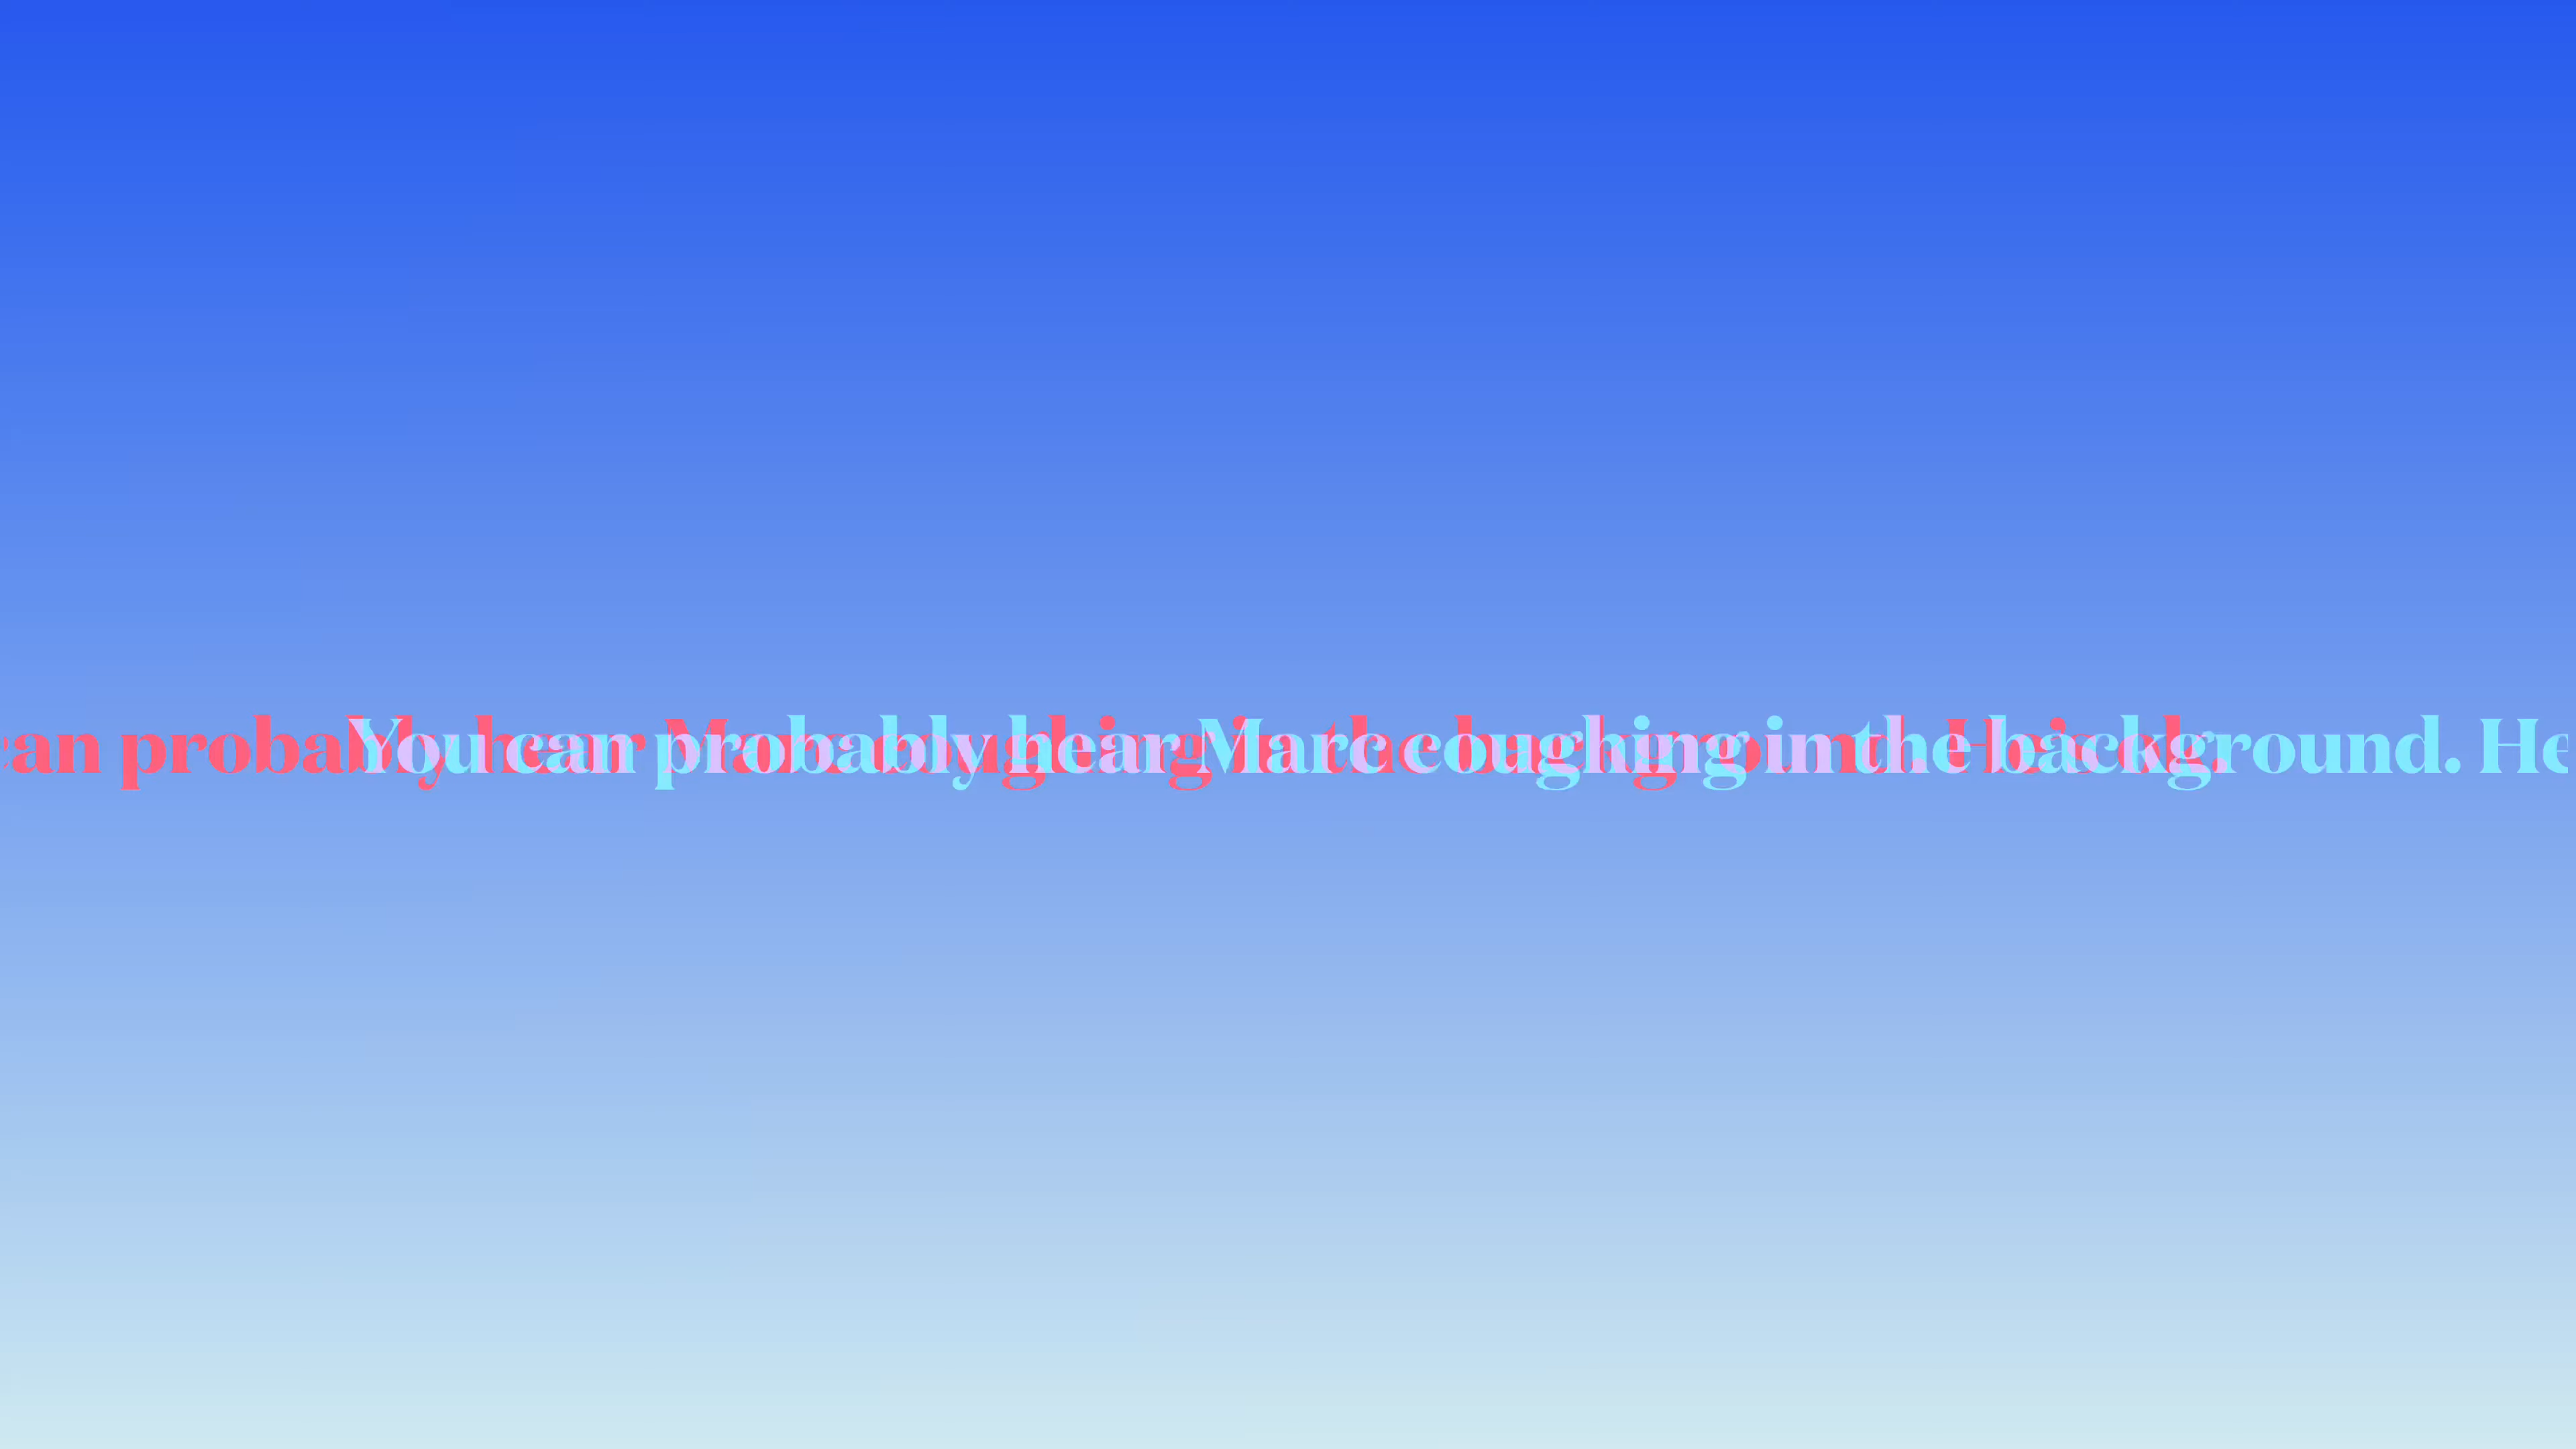 can probably hear Marc coughing in the background. He's ok.
You can probably hear Marc coughing in the background. He